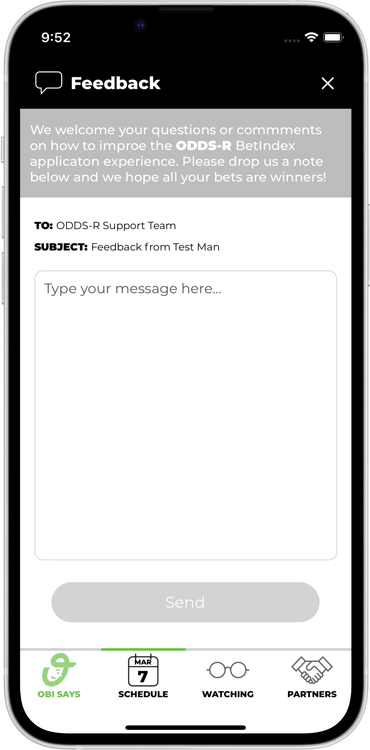 9:52
Feedback
We welcome your questions or commments
on how to improe the ODDS-R BetIndex
applicaton experience. Please drop us a note
below and we hope all your bets are winners!
TO: ODDS-R Support Team
SUBJECT: Feedback from Test Man
Type your message here...
Send
MAR
7
OBI SAYS SCHEDULE WATCHING PARTNERS